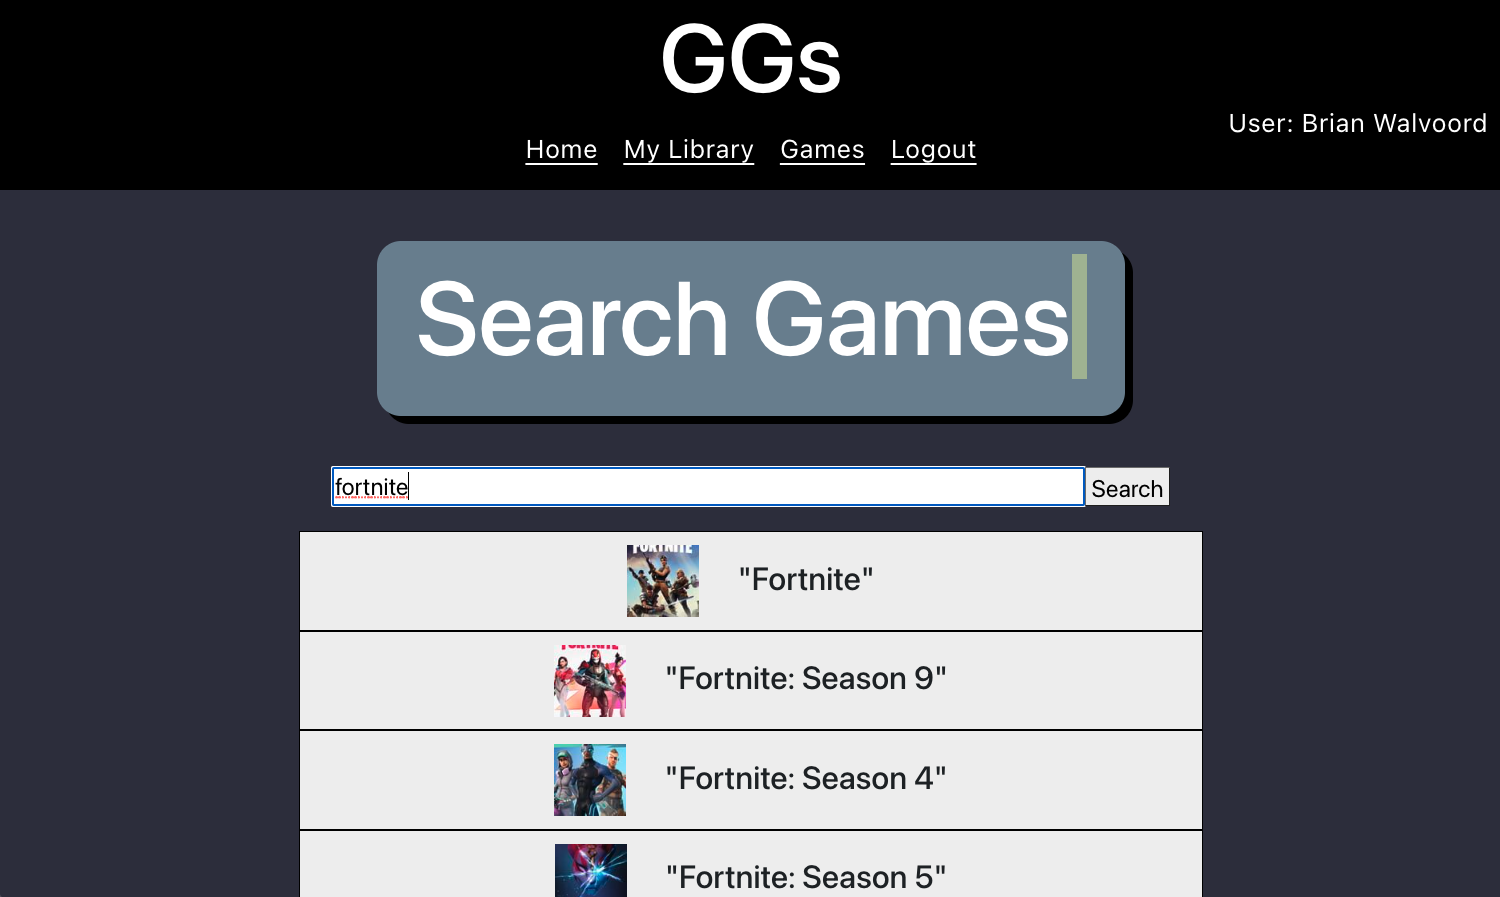 GGs
User: Brian Walvoord
Home My Library Games Logout
Search Games
fortnite
Search
FORTNITE
"Fortnite"
FORTNITE
"Fortnite: Season 9"
"Fortnite: Season 4"
"Fortnite: Season 5"